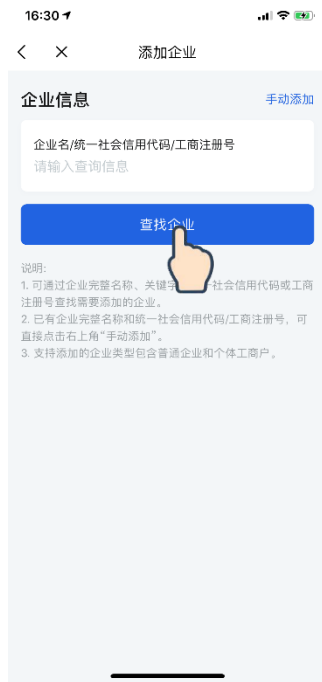 16:30
添加企业
企业信息
手动添加
企业名/统一社会信用代码/工商注册号
请输入查询信息
查找企业
说明:
1. 可通过企业完整名称、关键字 一社会信用代码或工商
注册号查找需要添加的企业。
2. 已有企业完整名称和统一社会信用代码/工商注册号，可
直接点击右上角“手动添加”。
3. 支持添加的企业类型包含普通企业和个体工商户。